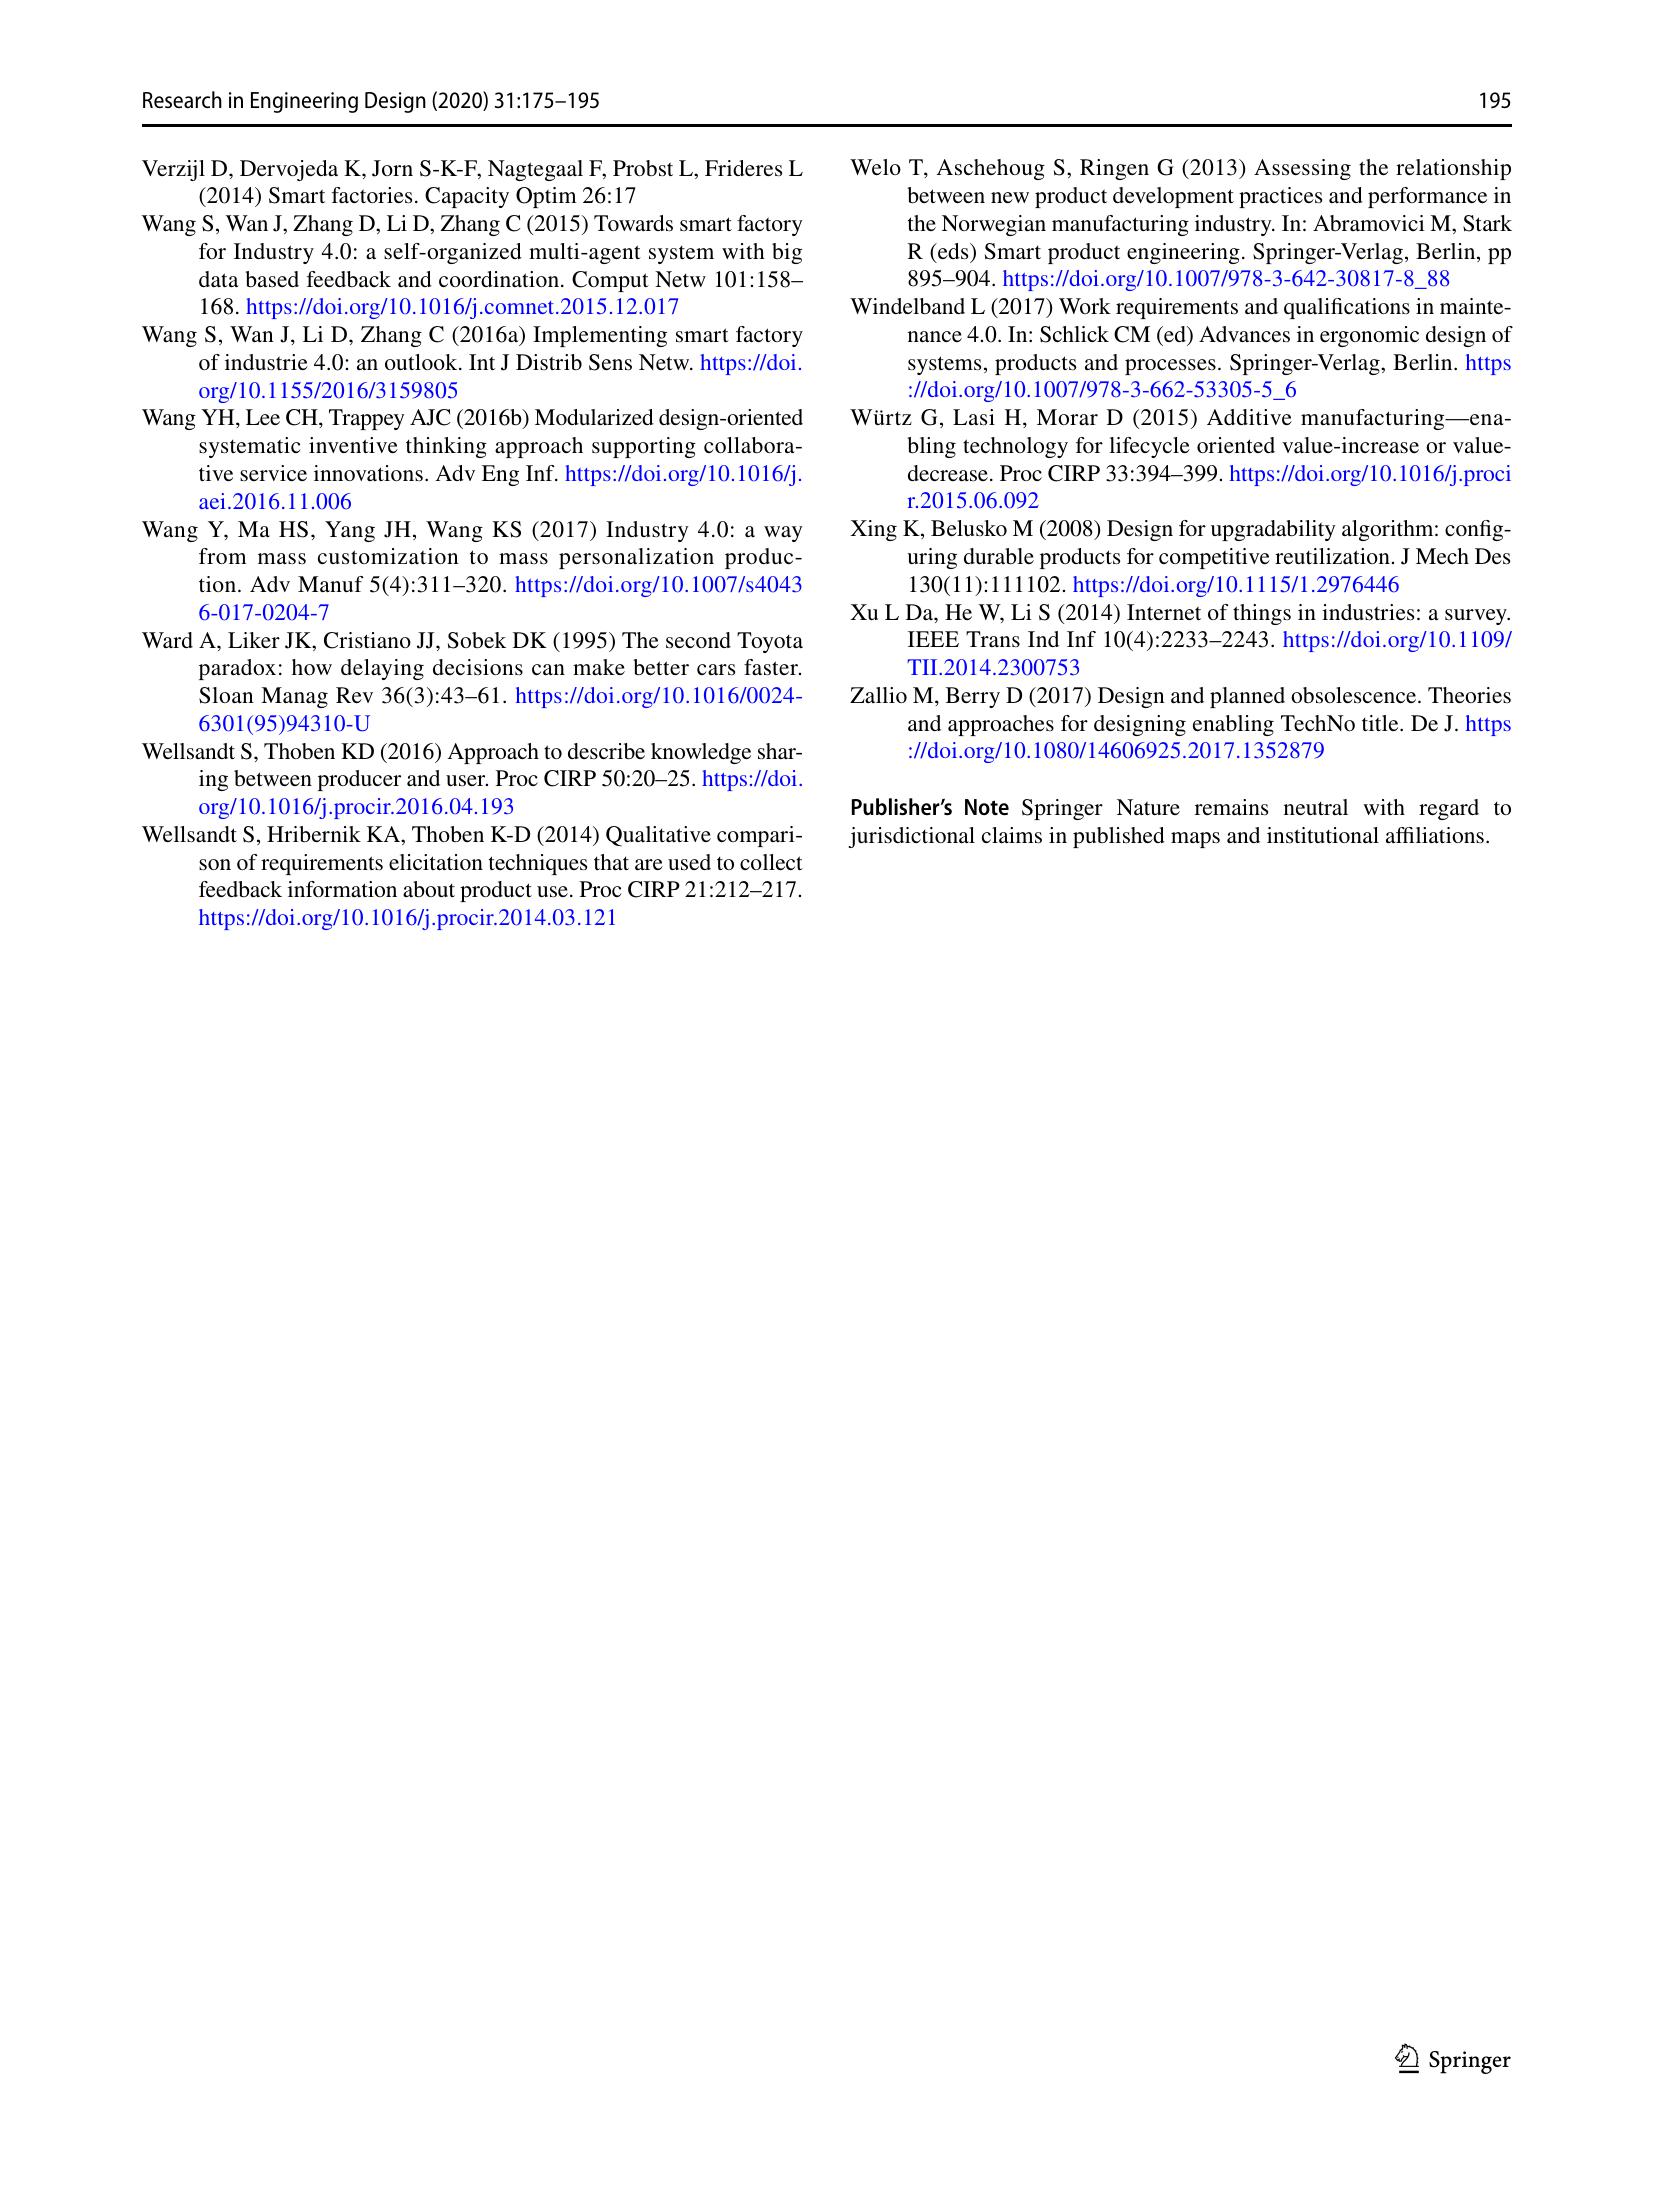 Research in Engineering Design (2020) 31:175–195
195
Verzijl D, Dervojeda K, Jorn S-K-F, Nagtegaal F, Probst L, Frideres L
(2014) Smart factories. Capacity Optim 26:17
Wang S, Wan J, Zhang D, Li D, Zhang C (2015) Towards smart factory
for Industry 4.0: a self-organized multi-agent system with big
data based feedback and coordination. Comput Netw 101:158–
168. https://doi.org/10.1016/j.comnet.2015.12.017
Wang S, Wan J, Li D, Zhang C (2016a) Implementing smart factory
of industrie 4.0: an outlook. Int J Distrib Sens Netw. https://doi.
org/10.1155/2016/3159805
Wang YH, Lee CH, Trappey AJC (2016b) Modularized design-oriented
systematic inventive thinking approach supporting collabora-
tive service innovations. Adv Eng Inf. https://doi.org/10.1016/j.
aei.2016.11.006
Wang Y, Ma HS, Yang JH, Wang KS (2017) Industry 4.0: a way
from mass customization to mass personalization produc-
tion. Adv Manuf 5(4):311–320. https://doi.org/10.1007/s4043
6-017-0204-7
Ward A, Liker JK, Cristiano JJ, Sobek DK (1995) The second Toyota
paradox: how delaying decisions can make better cars faster.
Sloan Manag Rev 36(3):43–61. https://doi.org/10.1016/0024-
6301(95)94310-U
Wellsandt S, Thoben KD (2016) Approach to describe knowledge shar-
ing between producer and user. Proc CIRP 50:20–25. https://doi.
org/10.1016/j.procir.2016.04.193
Wellsandt S, Hribernik KA, Thoben K-D (2014) Qualitative compari-
son of requirements elicitation techniques that are used to collect
feedback information about product use. Proc CIRP 21:212–217.
https://doi.org/10.1016/j.procir.2014.03.121
Welo T, Aschehoug S, Ringen G (2013) Assessing the relationship
between new product development practices and performance in
the Norwegian manufacturing industry. In: Abramovici M, Stark
R (eds) Smart product engineering. Springer-Verlag, Berlin, pp
895–904. https://doi.org/10.1007/978-3-642-30817-8_88
Windelband L (2017) Work requirements and qualifications in mainte-
nance 4.0. In: Schlick CM (ed) Advances in ergonomic design of
systems, products and processes. Springer-Verlag, Berlin. https
://doi.org/10.1007/978-3-662-53305-5_6
Würtz G, Lasi H, Morar D (2015) Additive manufacturing—ena-
bling technology for lifecycle oriented value-increase or value-
decrease. Proc CIRP 33:394–399. https://doi.org/10.1016/j.proci
r.2015.06.092
Xing K, Belusko M (2008) Design for upgradability algorithm: config-
uring durable products for competitive reutilization. J Mech Des
130(11):111102. https://doi.org/10.1115/1.2976446
Xu L Da, He W, Li S (2014) Internet of things in industries: a survey.
IEEE Trans Ind Inf 10(4):2233–2243. https://doi.org/10.1109/
TII.2014.2300753
Zallio M, Berry D (2017) Design and planned obsolescence. Theories
and approaches for designing enabling TechNo title. De J. https
://doi.org/10.1080/14606925.2017.1352879
Publisher's Note Springer Nature remains neutral with regard to
jurisdictional claims in published maps and institutional affiliations.
Springer